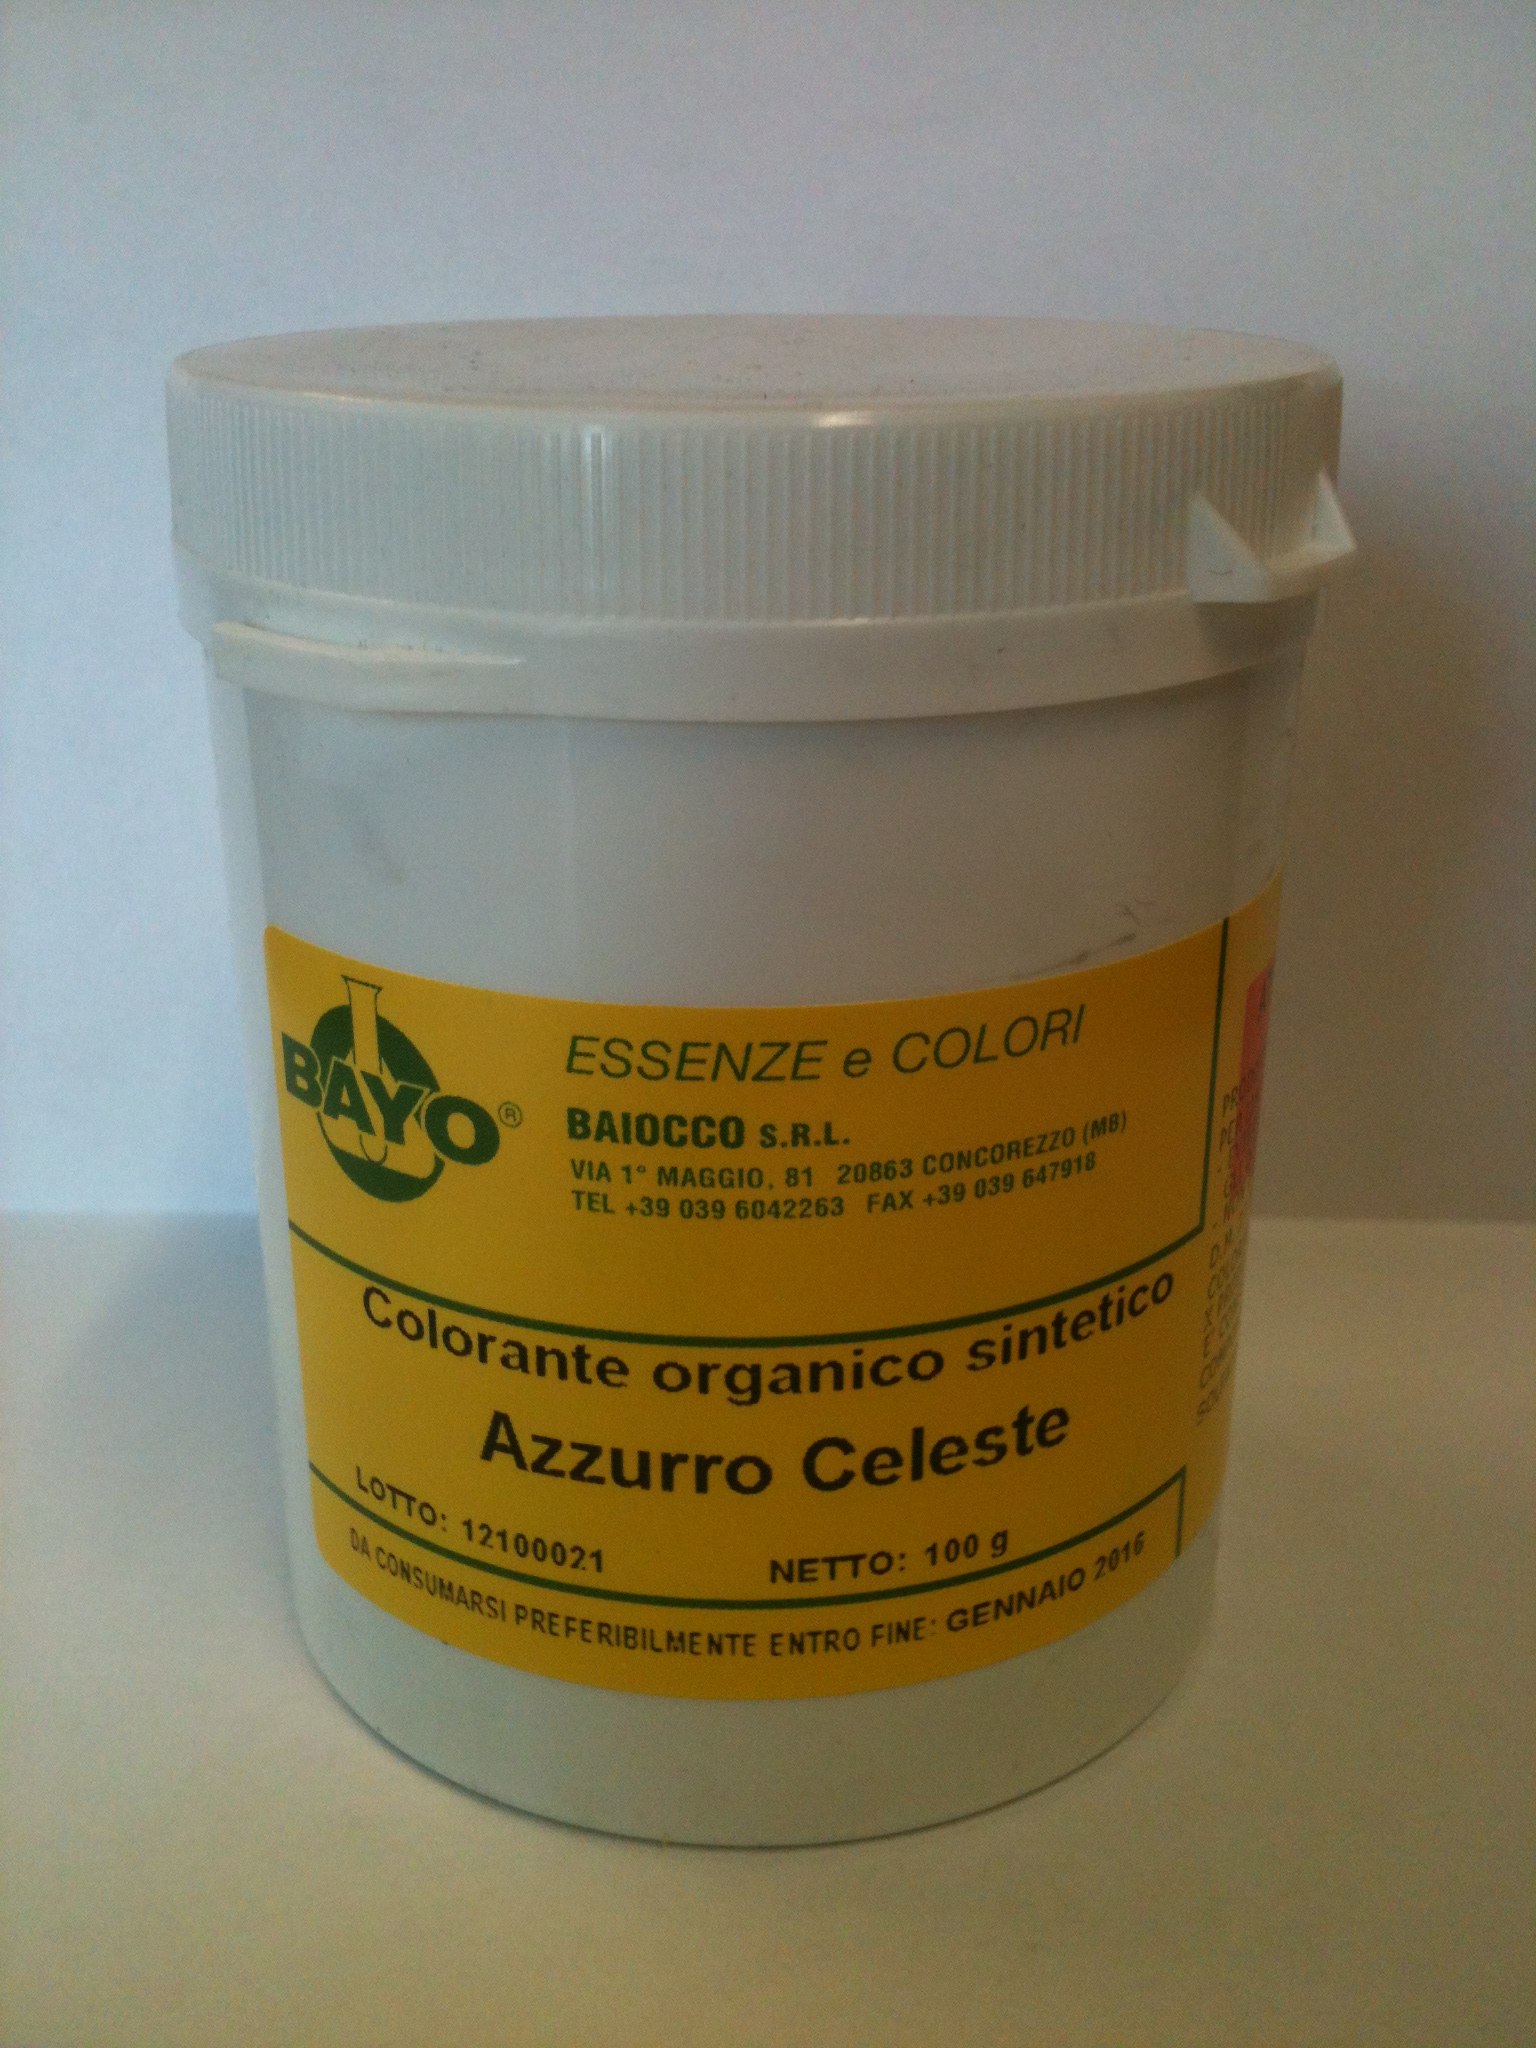 BAYO®
ESSENZE e COLORI
BAIOCCO S.R.L.
VIA 1° MAGGIO, 81 20863 CONCOREZZO (MB)
TEL +39 039 6042263 FAX +39 039 647918
Colorante organico sintetico
Azzurro Celeste
LOTTO: 12100021 NETTO: 100 g
DA CONSUMARSI PREFERIBILMENTE ENTRO FINE: GENNAIO 2016